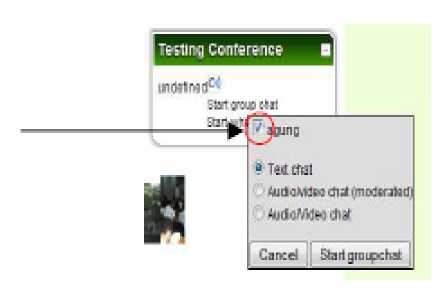 Testing Conference
undefined
Start group chat
Start
agung
Text chat
Audio/video chat (moderated)
Audio/Video chat
Cancel Start groupchat